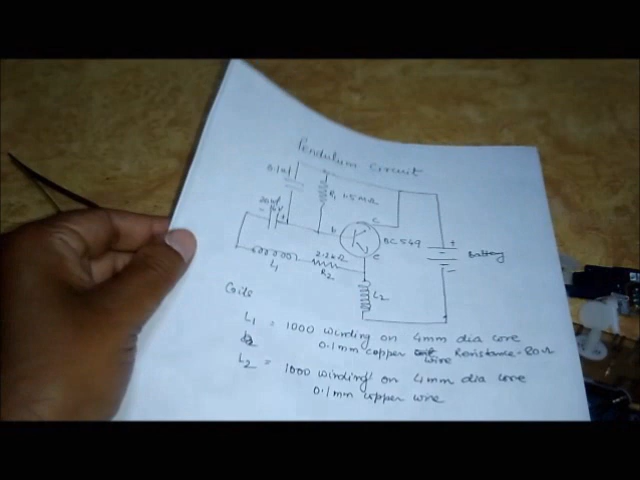 Pendulum Circuit
0.1uf
R1 1.5mΩ
C
b
BC 549
e
+
Battery
-
L1
2.2kΩ
R2
L2
Coils
L1 = 1000 winding on 4mm dia core
0.1mm copper wire Resistance-80Ω
L2 = 1000 winding on 4mm dia core
0.1mm copper wire